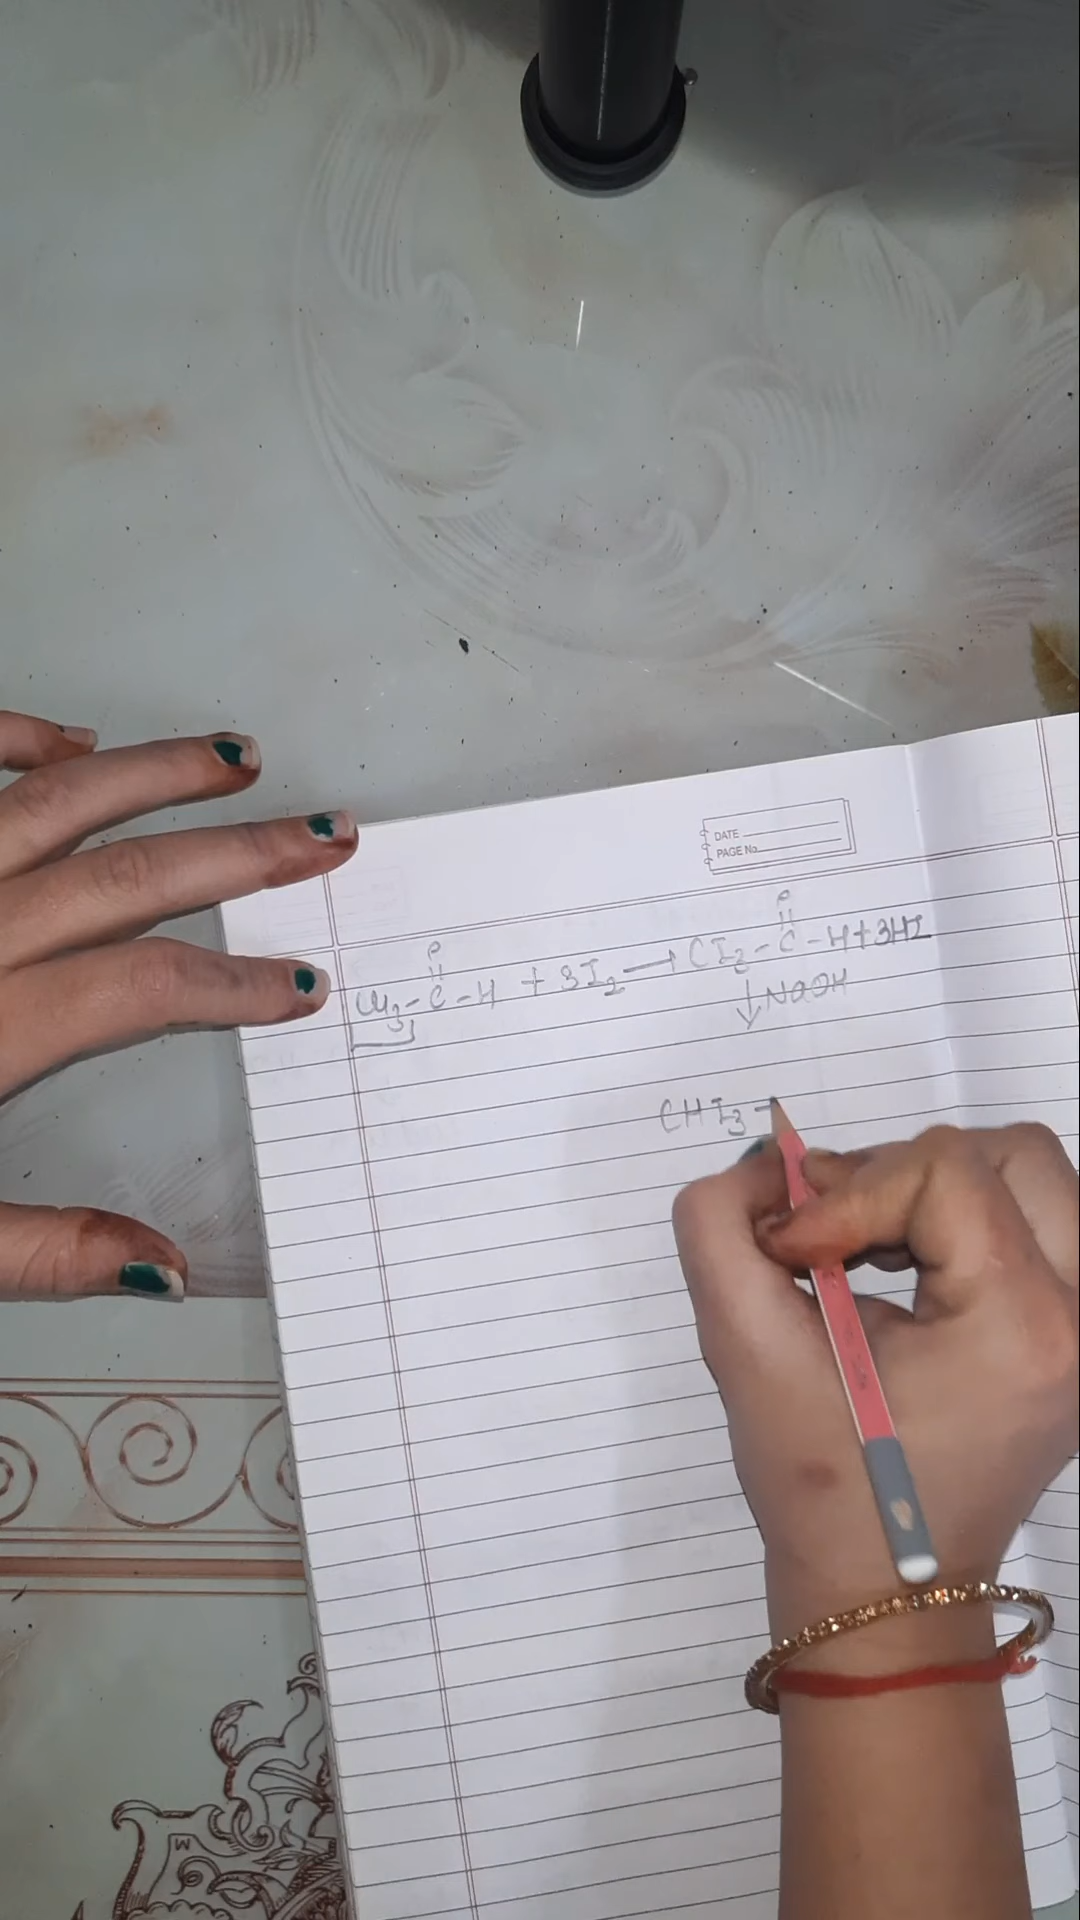 DATE
PAGE No.
O O
CH3-C-H + 3I2 → CI3-C-H+3HI
↓ NaOH
CHI3 +